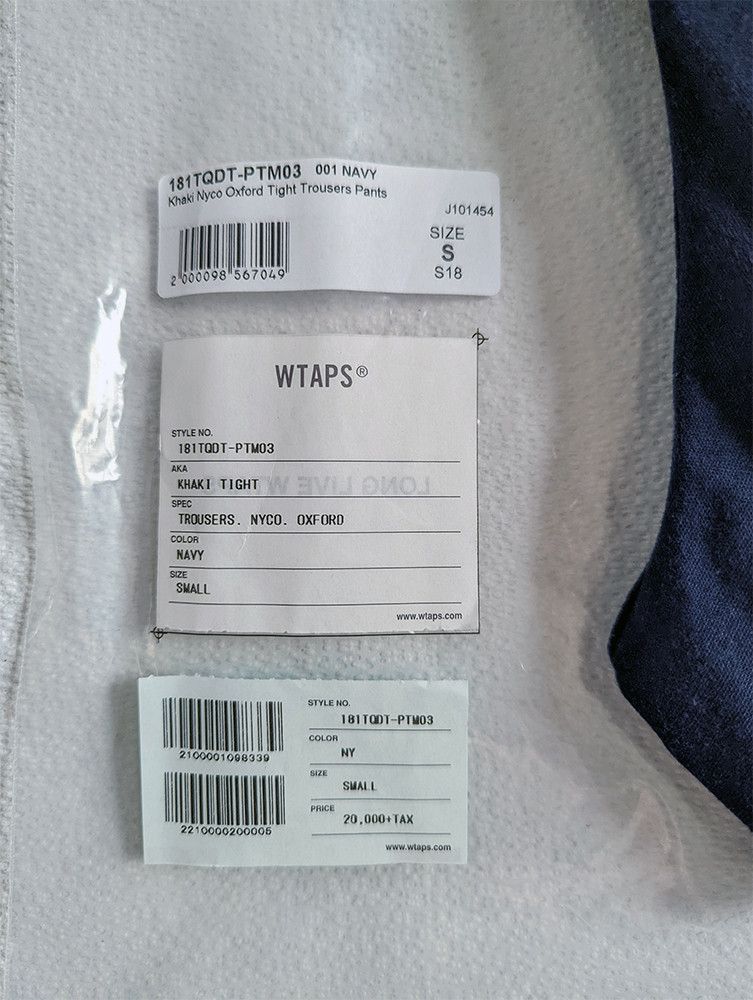 181TQDT-PTM03 001 NAVY
Khaki Nyco Oxford Tight Trousers Pants
J101454
SIZE
S
S18
2 000098 567049
WTAPS®
STYLE NO.
181TQDT-PTM03
AKA
KHAKI TIGHT
LONG LIVE W
SPEC
TROUSERS. NYCO. OXFORD
COLOR
NAVY
SIZE
SMALL
www.wtaps.com
2100001098339
2210000200005
STYLE NO.
181TQDT-PTM03
COLOR
NY
SIZE
SMALL
PRICE
20,000+TAX
www.wtaps.com